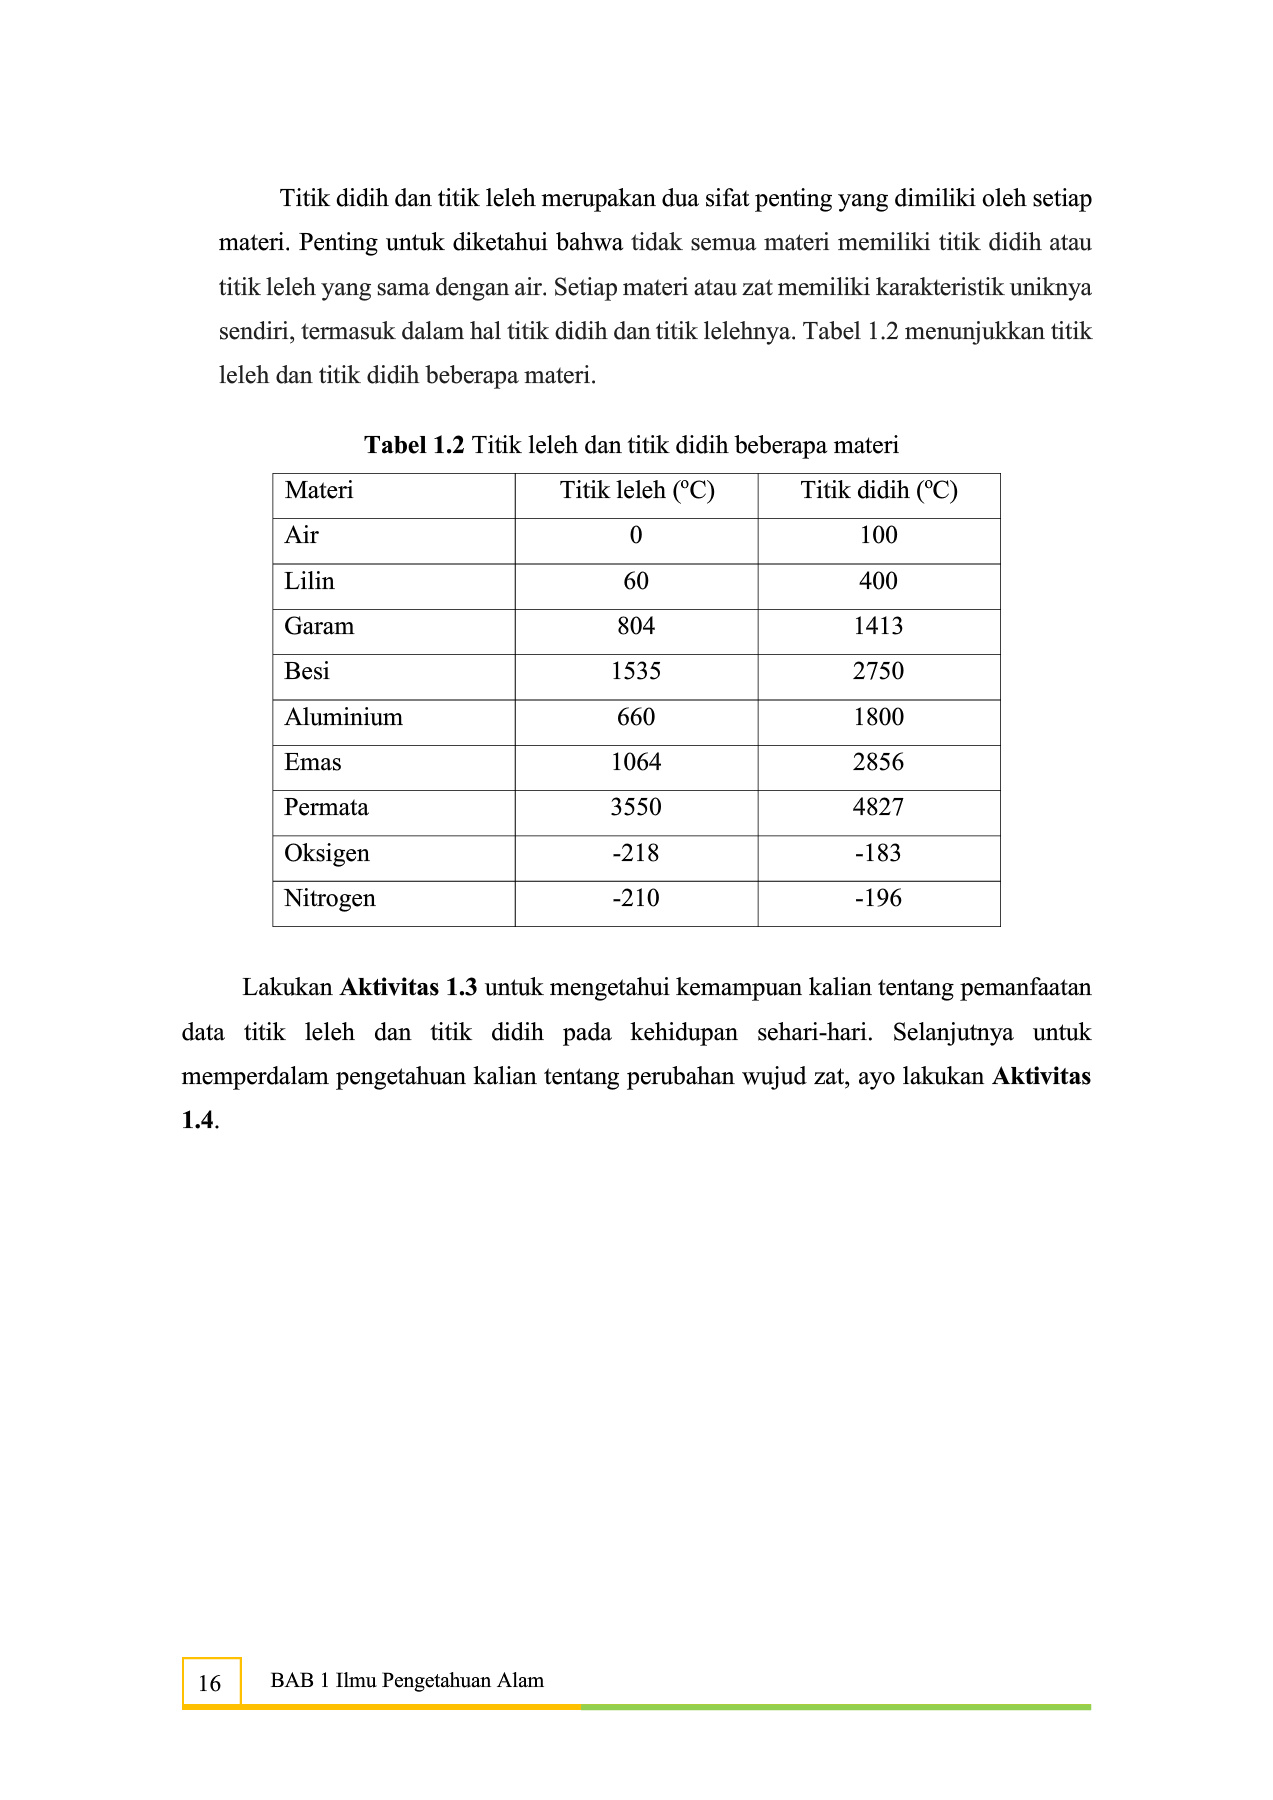 Titik didih dan titik leleh merupakan dua sifat penting yang dimiliki oleh setiap
materi. Penting untuk diketahui bahwa tidak semua materi memiliki titik didih atau
titik leleh yang sama dengan air. Setiap materi atau zat memiliki karakteristik uniknya
sendiri, termasuk dalam hal titik didih dan titik lelehnya. Tabel 1.2 menunjukkan titik
leleh dan titik didih beberapa materi.
Tabel 1.2 Titik leleh dan titik didih beberapa materi
Materi Titik leleh (ºC) Titik didih (ºC)
Air 0 100
Lilin 60 400
Garam 804 1413
Besi 1535 2750
Aluminium 660 1800
Emas 1064 2856
Permata 3550 4827
Oksigen -218 -183
Nitrogen -210 -196
Lakukan Aktivitas 1.3 untuk mengetahui kemampuan kalian tentang pemanfaatan
data titik leleh dan titik didih pada kehidupan sehari-hari. Selanjutnya untuk
memperdalam pengetahuan kalian tentang perubahan wujud zat, ayo lakukan Aktivitas
1.4.
16 BAB 1 Ilmu Pengetahuan Alam